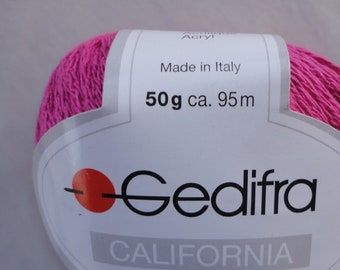 Acryl
Made in Italy
50g ca. 95m
Gedifra
CALIFORNIA